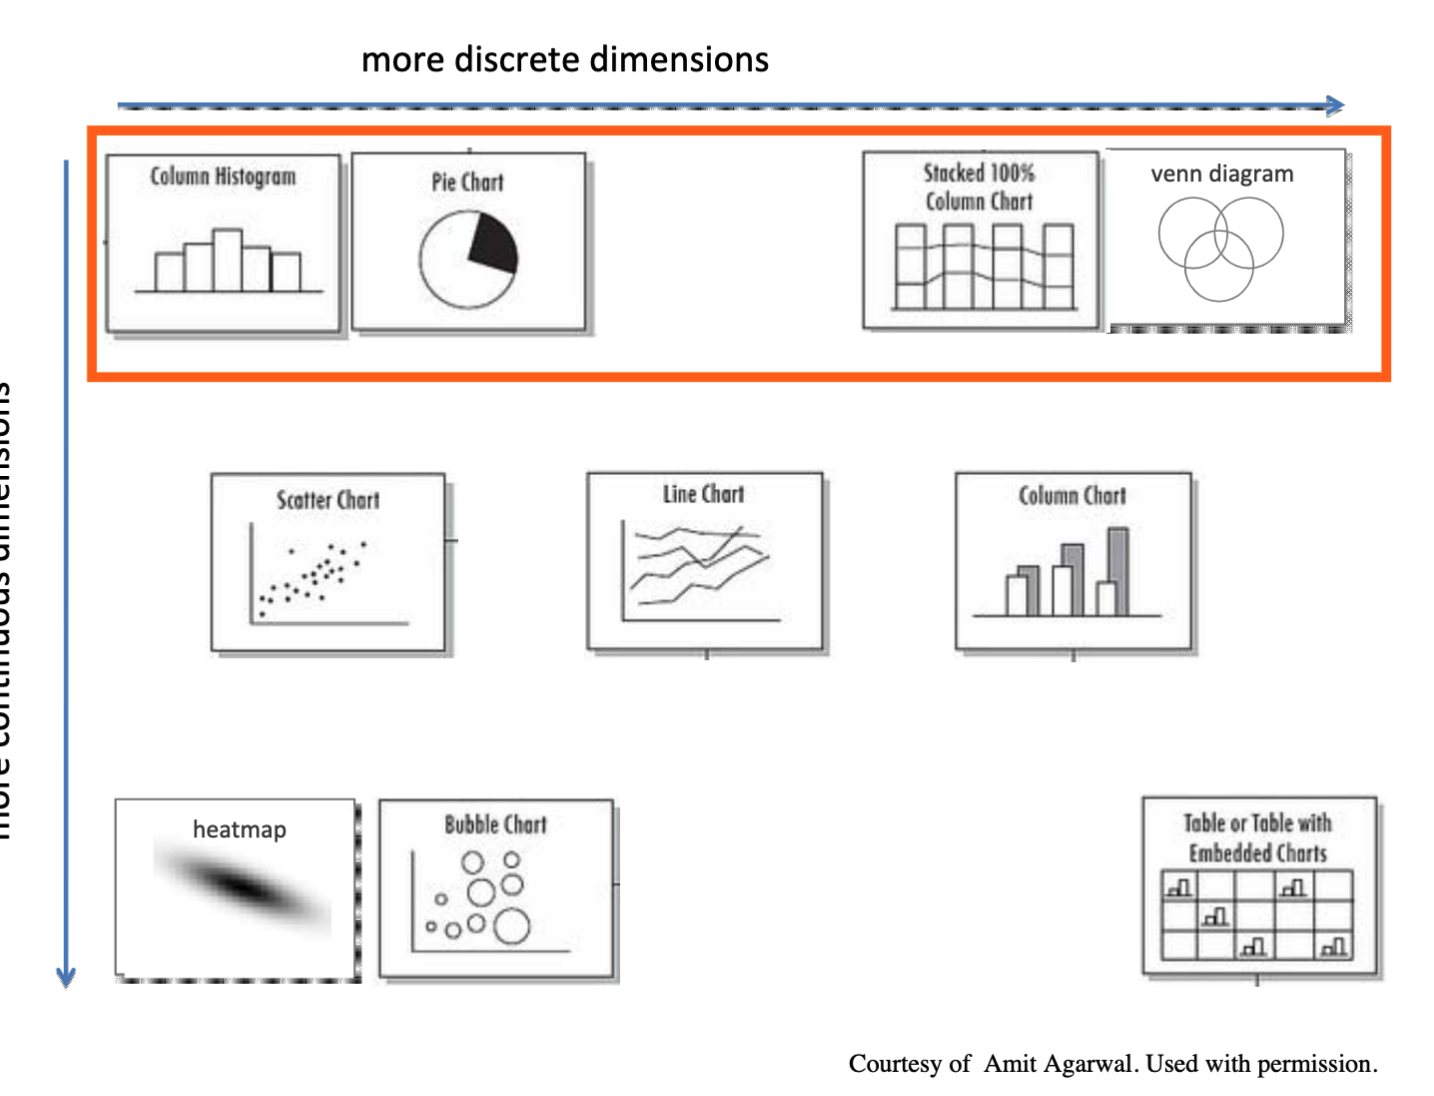 more discrete dimensions
more continuous dimensions
Column Histogram
Pie Chart
Stacked 100%
Column Chart
venn diagram
Scatter Chart
Line Chart
Column Chart
heatmap
Bubble Chart
Table or Table with
Embedded Charts
Courtesy of Amit Agarwal. Used with permission.